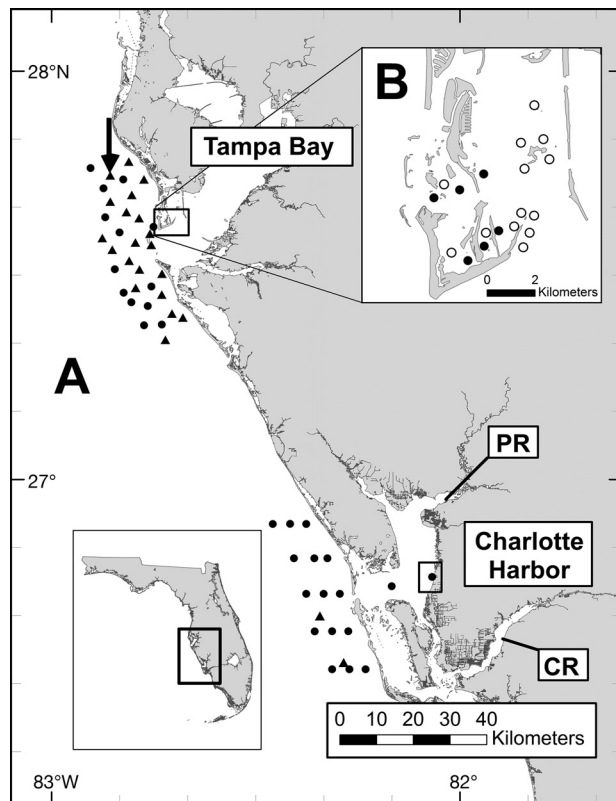 28°N
B
Tampa Bay
0 2
Kilometers
A
PR
27°
Charlotte
Harbor
CR
0 10 20 30 40
Kilometers
83°W
82°